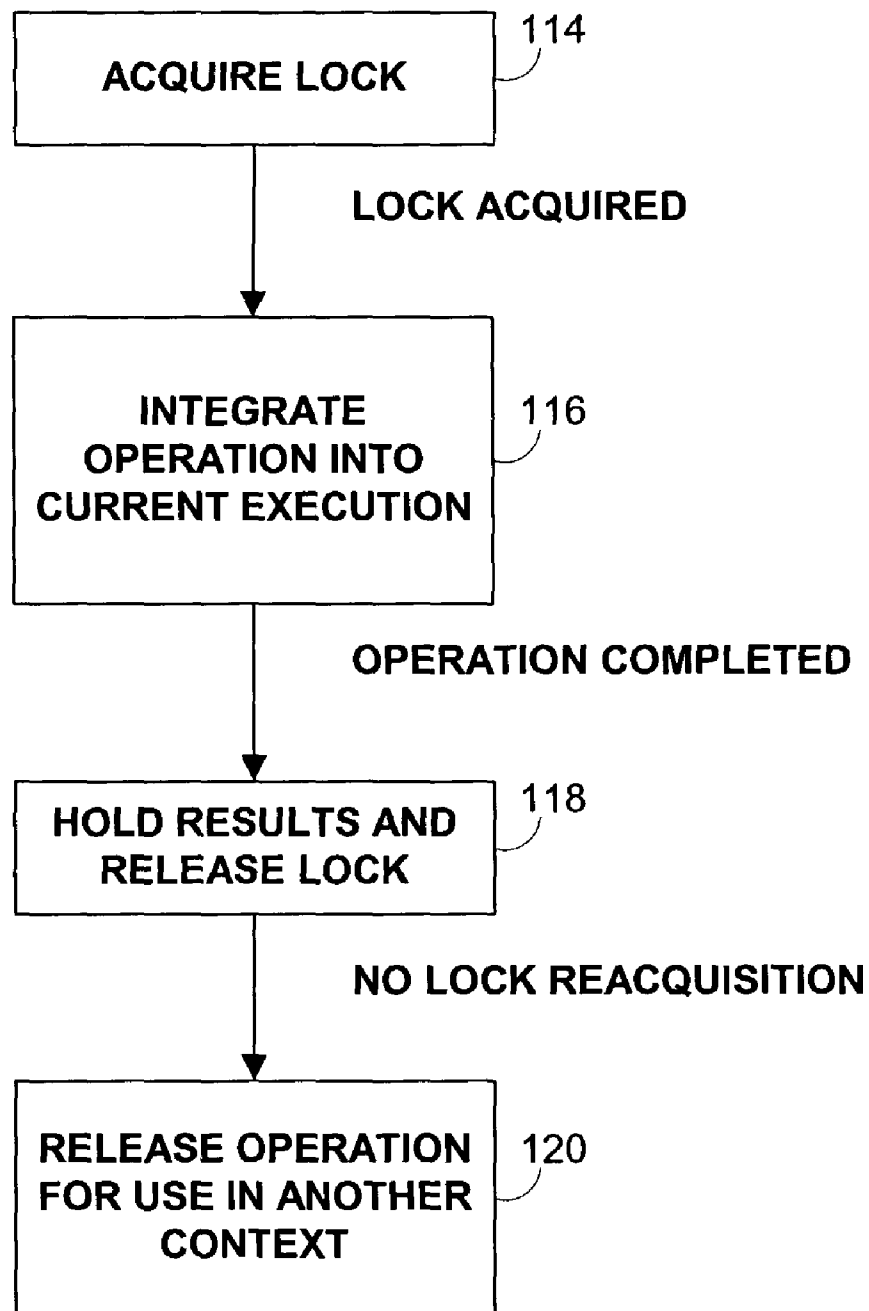 114
ACQUIRE LOCK
LOCK ACQUIRED
116
INTEGRATE
OPERATION INTO
CURRENT EXECUTION
OPERATION COMPLETED
118
HOLD RESULTS AND
RELEASE LOCK
NO LOCK REACQUISITION
120
RELEASE OPERATION
FOR USE IN ANOTHER
CONTEXT